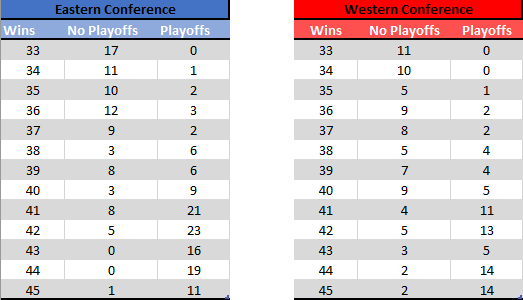 Eastern Conference Western Conference
Wins No Playoffs Playoffs Wins No Playoffs Playoffs
33 17 0 33 11 0
34 11 1 34 10 0
35 10 2 35 5 1
36 12 3 36 9 2
37 9 2 37 8 2
38 3 6 38 5 4
39 8 6 39 7 4
40 3 9 40 9 5
41 8 21 41 4 11
42 5 23 42 5 13
43 0 16 43 3 5
44 0 19 44 2 14
45 1 11 45 2 14